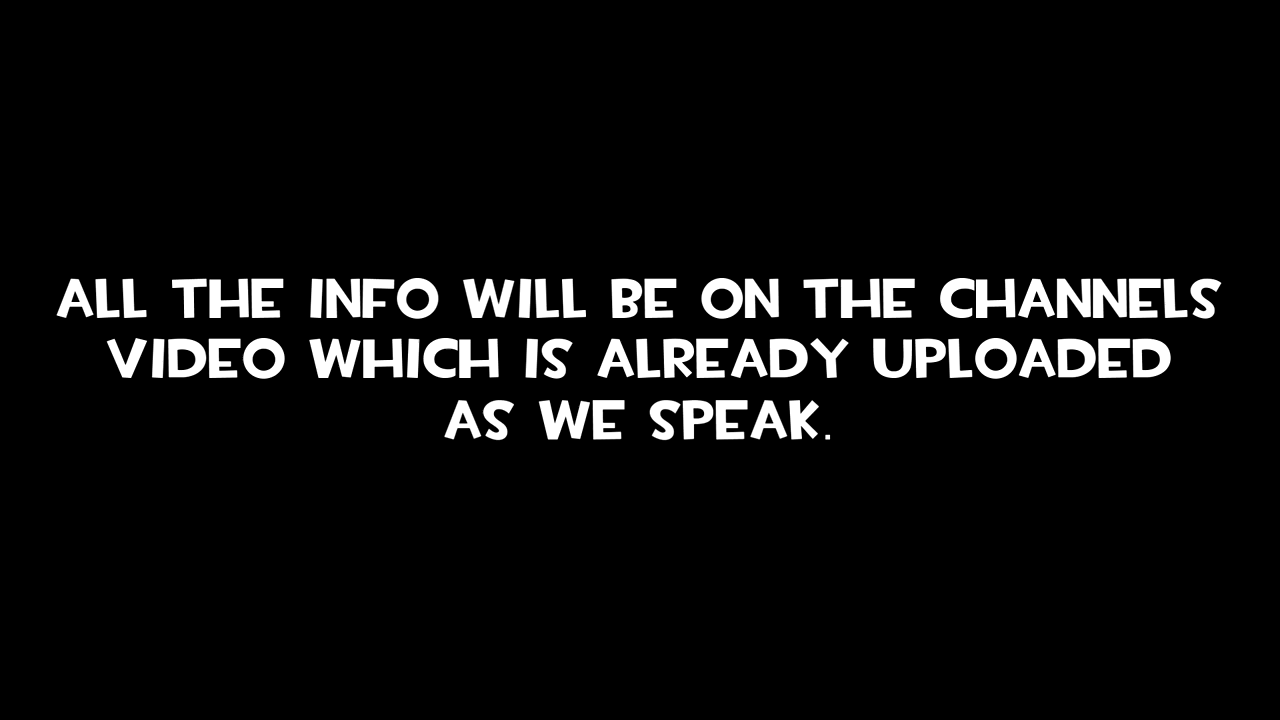 ALL THE INFO WILL BE ON THE CHANNELS
VIDEO WHICH IS ALREADY UPLOADED
AS WE SPEAK.